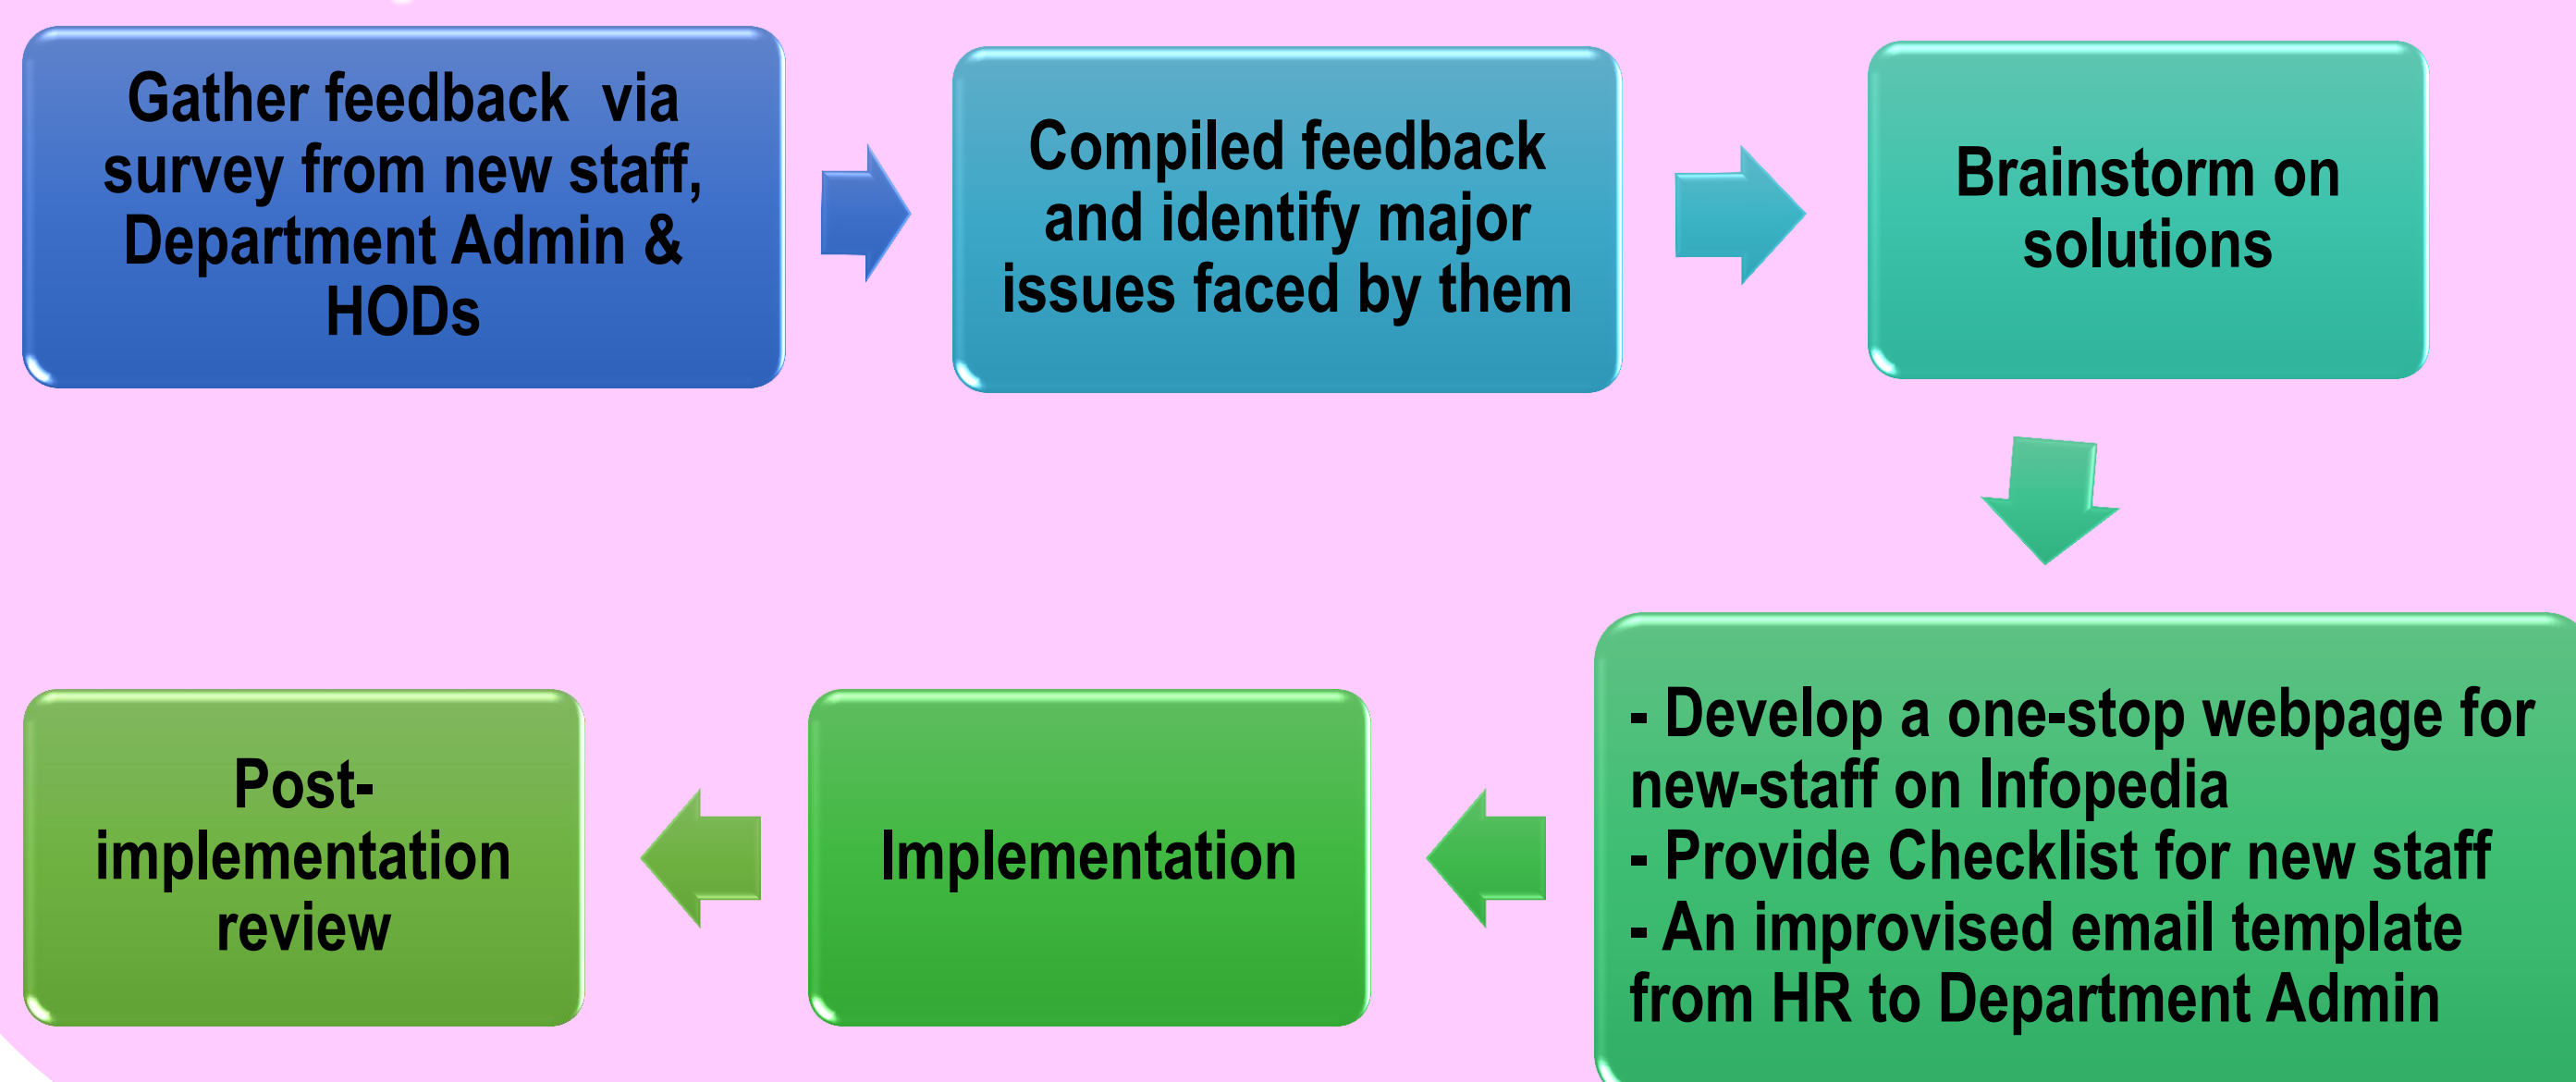 Gather feedback  via
survey from new staff,
Department Admin &
HODs
Compiled feedback
and identify major
issues faced by them
Brainstorm on
solutions
- Develop a one-stop webpage for
new-staff on Infopedia
- Provide Checklist for new staff
- An improvised email template
from HR to Department Admin
Implementation
Post-
implementation
review